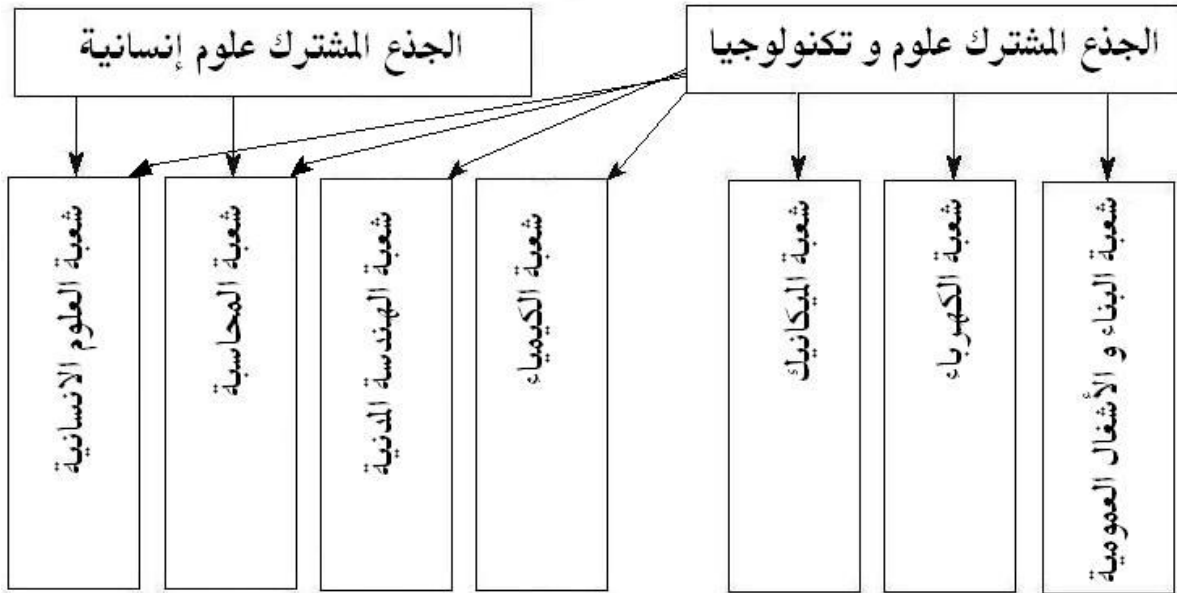 الجذع المشترك علوم و تكنولوجيا
الجذع المشترك علوم إنسانية
شعبة البناء و الأشغال العمومية
شعبة الكهرباء
شعبة الميكانيك
شعبة الكيمياء
شعبة الهندسة المدنية
شعبة المحاسبة
شعبة العلوم الانسانية